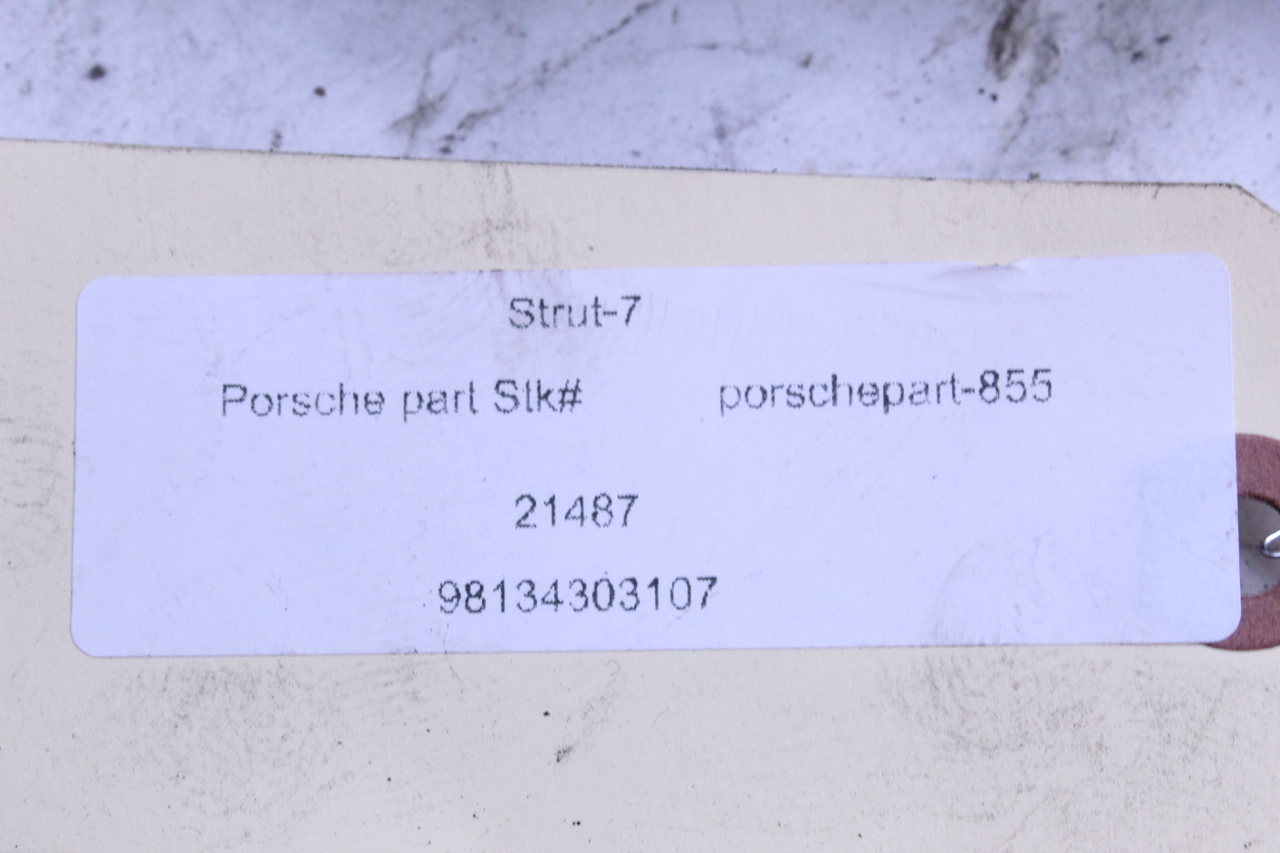 Strut-7
Porsche part Stk# porschepart-855
21487
98134303107